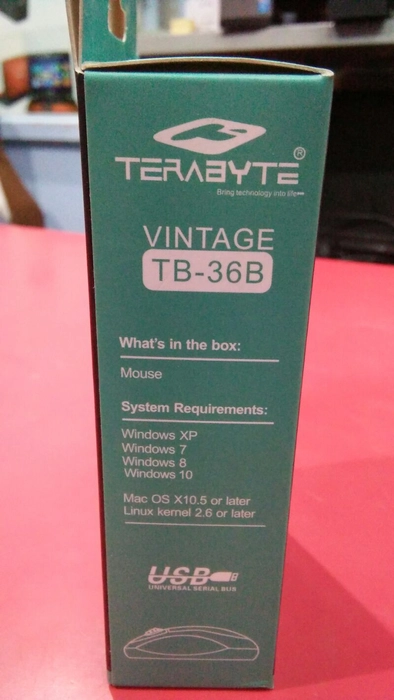 TERABYTE®
Bring technology into life
VINTAGE
TB-36B
What's in the box:
Mouse
System Requirements:
Windows XP
Windows 7
Windows 8
Windows 10
Mac OS X10.5 or later
Linux kernel 2.6 or later
USB
UNIVERSAL SERIAL BUS